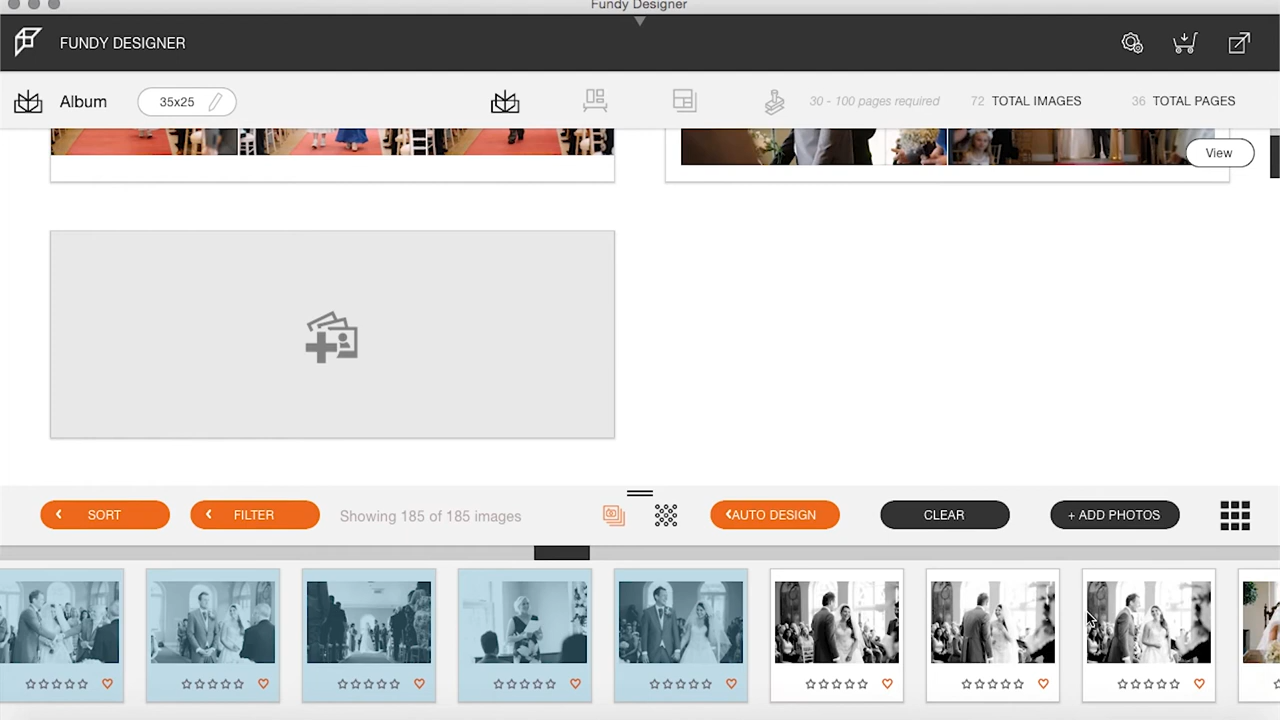 Fundy Designer
FUNDY DESIGNER
Album 35x25 30 - 100 pages required 72 TOTAL IMAGES 36 TOTAL PAGES
View
SORT FILTER Showing 185 of 185 images AUTO DESIGN CLEAR + ADD PHOTOS